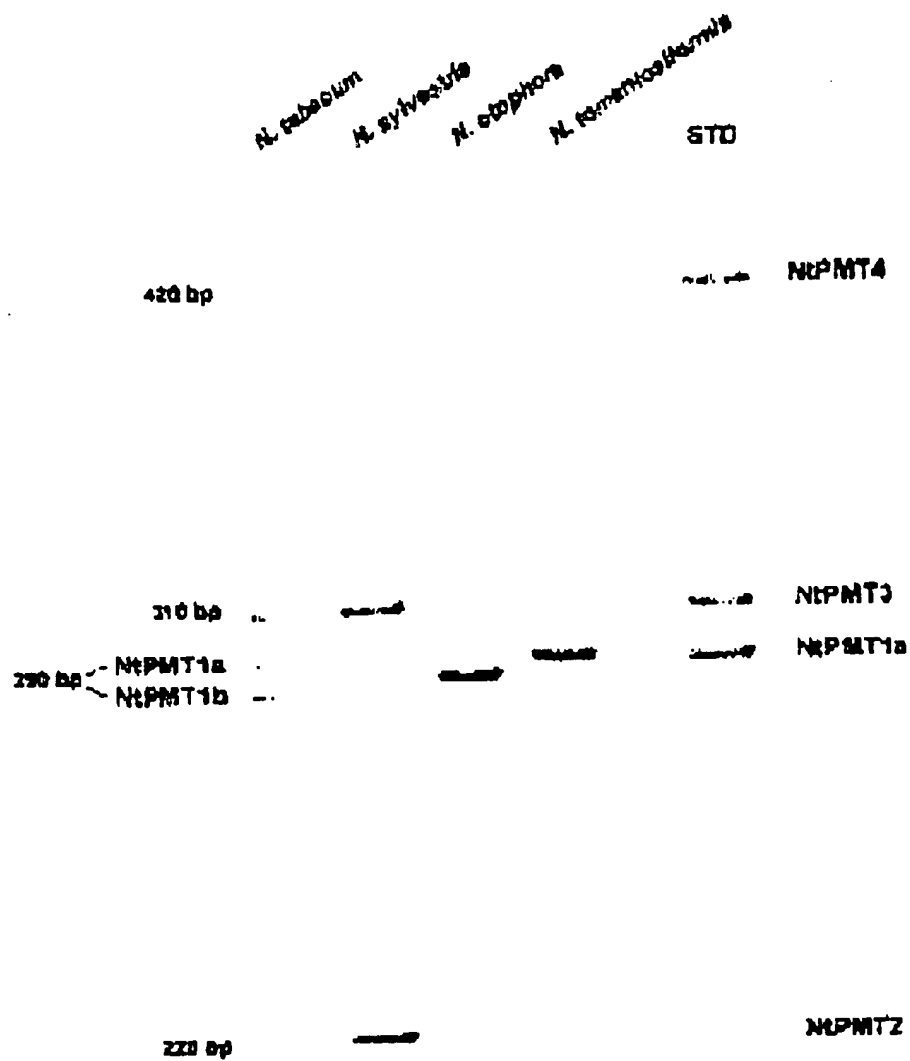 N. tabacum
N. sylvestris
N. otophora
N. tomentosiformis
STD
420 bp
NtPMT4
310 bp
NtPMT3
290 bp
NtPMT1a
NtPMT1b
NtPMT1a
220 bp
NtPMT2